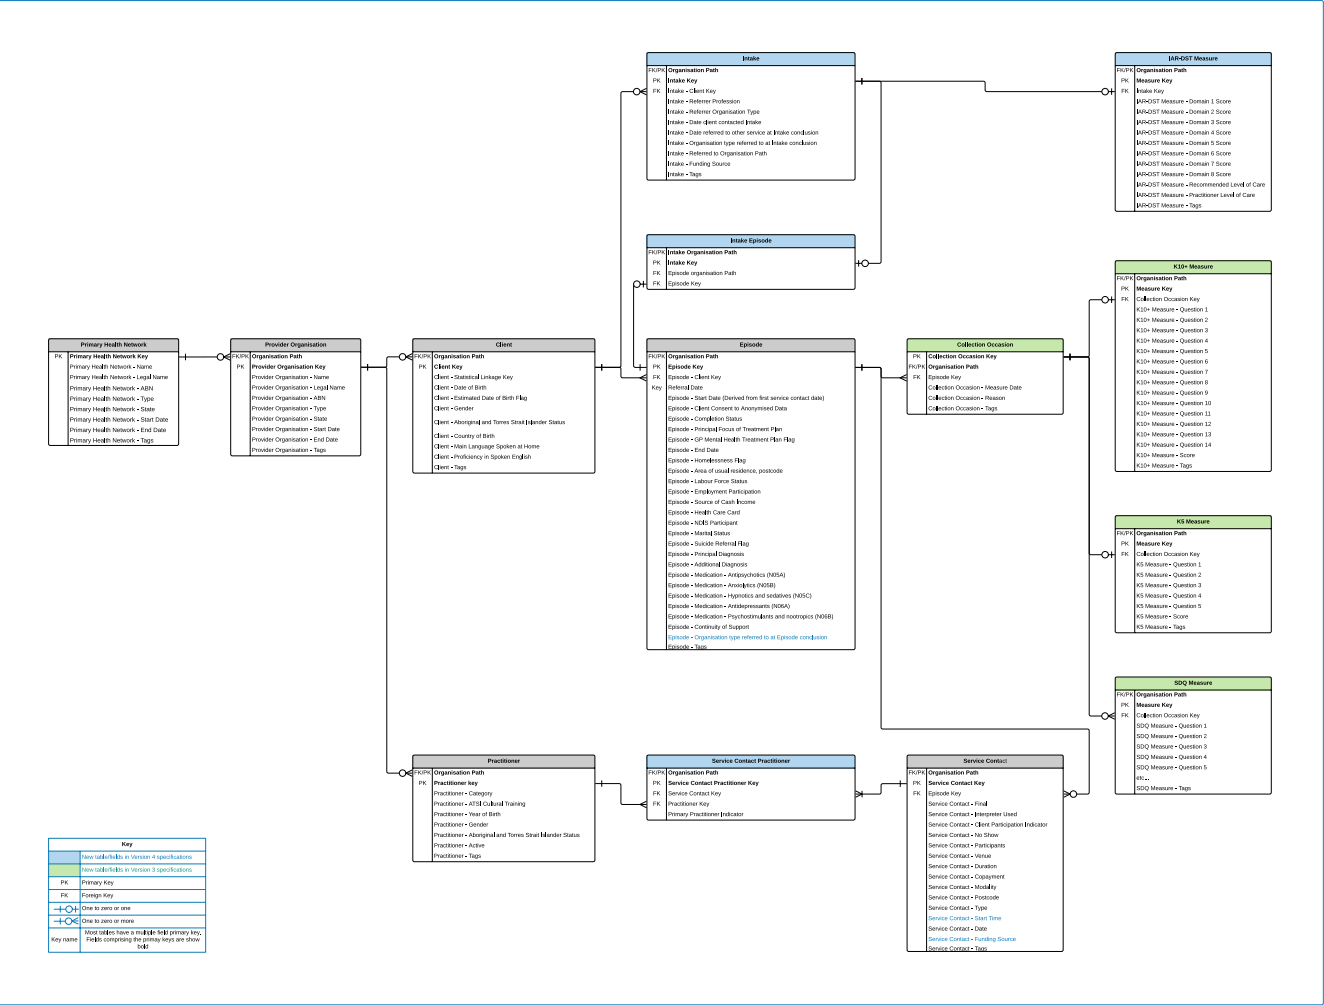 Intake
FK/PK Organisation Path
PK Intake Key
FK Intake - Client Key
Intake - Referrer Profession
Intake - Referrer Organisation Type
Intake - Date client contacted Intake
Intake - Date referred to other service at Intake conclusion
Intake - Organisation type referred to at Intake conclusion
Intake - Referred to Organisation Path
Intake - Funding Source
Intake - Tags
IAR-DST Measure
FK/PK Organisation Path
PK Measure Key
FK Intake Key
IAR-DST Measure - Domain 1 Score
IAR-DST Measure - Domain 2 Score
IAR-DST Measure - Domain 3 Score
IAR-DST Measure - Domain 4 Score
IAR-DST Measure - Domain 5 Score
IAR-DST Measure - Domain 6 Score
IAR-DST Measure - Domain 7 Score
IAR-DST Measure - Domain 8 Score
IAR-DST Measure - Recommended Level of Care
IAR-DST Measure - Practitioner Level of Care
IAR-DST Measure - Tags
Intake Episode
FK/PK Intake Organisation Path
PK Intake Key
FK Episode organisation Path
FK Episode Key
K10+ Measure
FK/PK Organisation Path
PK Measure Key
FK Collection Occasion Key
K10+ Measure - Question 1
K10+ Measure - Question 2
K10+ Measure - Question 3
K10+ Measure - Question 4
K10+ Measure - Question 5
K10+ Measure - Question 6
K10+ Measure - Question 7
K10+ Measure - Question 8
K10+ Measure - Question 9
K10+ Measure - Question 10
K10+ Measure - Question 11
K10+ Measure - Question 12
K10+ Measure - Question 13
K10+ Measure - Question 14
K10+ Measure - Score
K10+ Measure - Tags
Primary Health Network
PK Primary Health Network Key
Primary Health Network - Name
Primary Health Network - Legal Name
Primary Health Network - ABN
Primary Health Network - Type
Primary Health Network - State
Primary Health Network - Start Date
Primary Health Network - End Date
Primary Health Network - Tags
Provider Organisation
FK/PK Organisation Path
PK Provider Organisation Key
Provider Organisation - Name
Provider Organisation - Legal Name
Provider Organisation - ABN
Provider Organisation - Type
Provider Organisation - State
Provider Organisation - Start Date
Provider Organisation - End Date
Provider Organisation - Tags
Client
FK/PK Organisation Path
PK Client Key
Client - Statistical Linkage Key
Client - Date of Birth
Client - Estimated Date of Birth Flag
Client - Gender
Client - Aboriginal and Torres Strait Islander Status
Client - Country of Birth
Client - Main Language Spoken at Home
Client - Proficiency in Spoken English
Client - Tags
Episode
FK/PK Organisation Path
PK Episode Key
FK Episode - Client Key
Key Referral Date
Episode - Start Date (Derived from first service contact date)
Episode - Client Consent to Anonymised Data
Episode - Completion Status
Episode - Principal Focus of Treatment Plan
Episode - GP Mental Health Treatment Plan Flag
Episode - End Date
Episode - Homelessness Flag
Episode - Area of usual residence, postcode
Episode - Labour Force Status
Episode - Employment Participation
Episode - Source of Cash Income
Episode - Health Care Card
Episode - NDIS Participant
Episode - Marital Status
Episode - Suicide Referral Flag
Episode - Principal Diagnosis
Episode - Additional Diagnosis
Episode - Medication - Antipsychotics (N05A)
Episode - Medication - Anxiolytics (N05B)
Episode - Medication - Hypnotics and sedatives (N05C)
Episode - Medication - Antidepressants (N06A)
Episode - Medication - Psychostimulants and nootropics (N06B)
Episode - Continuity of Support
Episode - Organisation type referred to at Episode conclusion
Episode - Tags
Collection Occasion
PK Collection Occasion Key
FK/PK Organisation Path
FK Episode Key
Collection Occasion - Measure Date
Collection Occasion - Reason
Collection Occasion - Tags
K5 Measure
FK/PK Organisation Path
PK Measure Key
FK Collection Occasion Key
K5 Measure - Question 1
K5 Measure - Question 2
K5 Measure - Question 3
K5 Measure - Question 4
K5 Measure - Question 5
K5 Measure - Score
K5 Measure - Tags
SDQ Measure
FK/PK Organisation Path
PK Measure Key
FK Collection Occasion Key
SDQ Measure - Question 1
SDQ Measure - Question 2
SDQ Measure - Question 3
SDQ Measure - Question 4
SDQ Measure - Question 5
etc...
SDQ Measure - Tags
Practitioner
FK/PK Organisation Path
PK Practitioner key
Practitioner - Category
Practitioner - ATSI Cultural Training
Practitioner - Year of Birth
Practitioner - Gender
Practitioner - Aboriginal and Torres Strait Islander Status
Practitioner - Active
Practitioner - Tags
Service Contact Practitioner
FK/PK Organisation Path
PK Service Contact Practitioner Key
FK Service Contact Key
FK Practitioner Key
Primary Practitioner Indicator
Service Contact
FK/PK Organisation Path
PK Service Contact Key
FK Episode Key
Service Contact - Final
Service Contact - Interpreter Used
Service Contact - Client Participation Indicator
Service Contact - No Show
Service Contact - Participants
Service Contact - Venue
Service Contact - Duration
Service Contact - Copayment
Service Contact - Modality
Service Contact - Postcode
Service Contact - Type
Service Contact - Start Time
Service Contact - Date
Service Contact - Funding Source
Service Contact - Tags
Key
New table/fields in Version 4 specifications
New table/fields in Version 3 specifications
PK Primary Key
FK Foreign Key
One to zero or one
One to zero or more
Key name
Most tables have a multiple field primary key.
Fields comprising the primay keys are show
bold